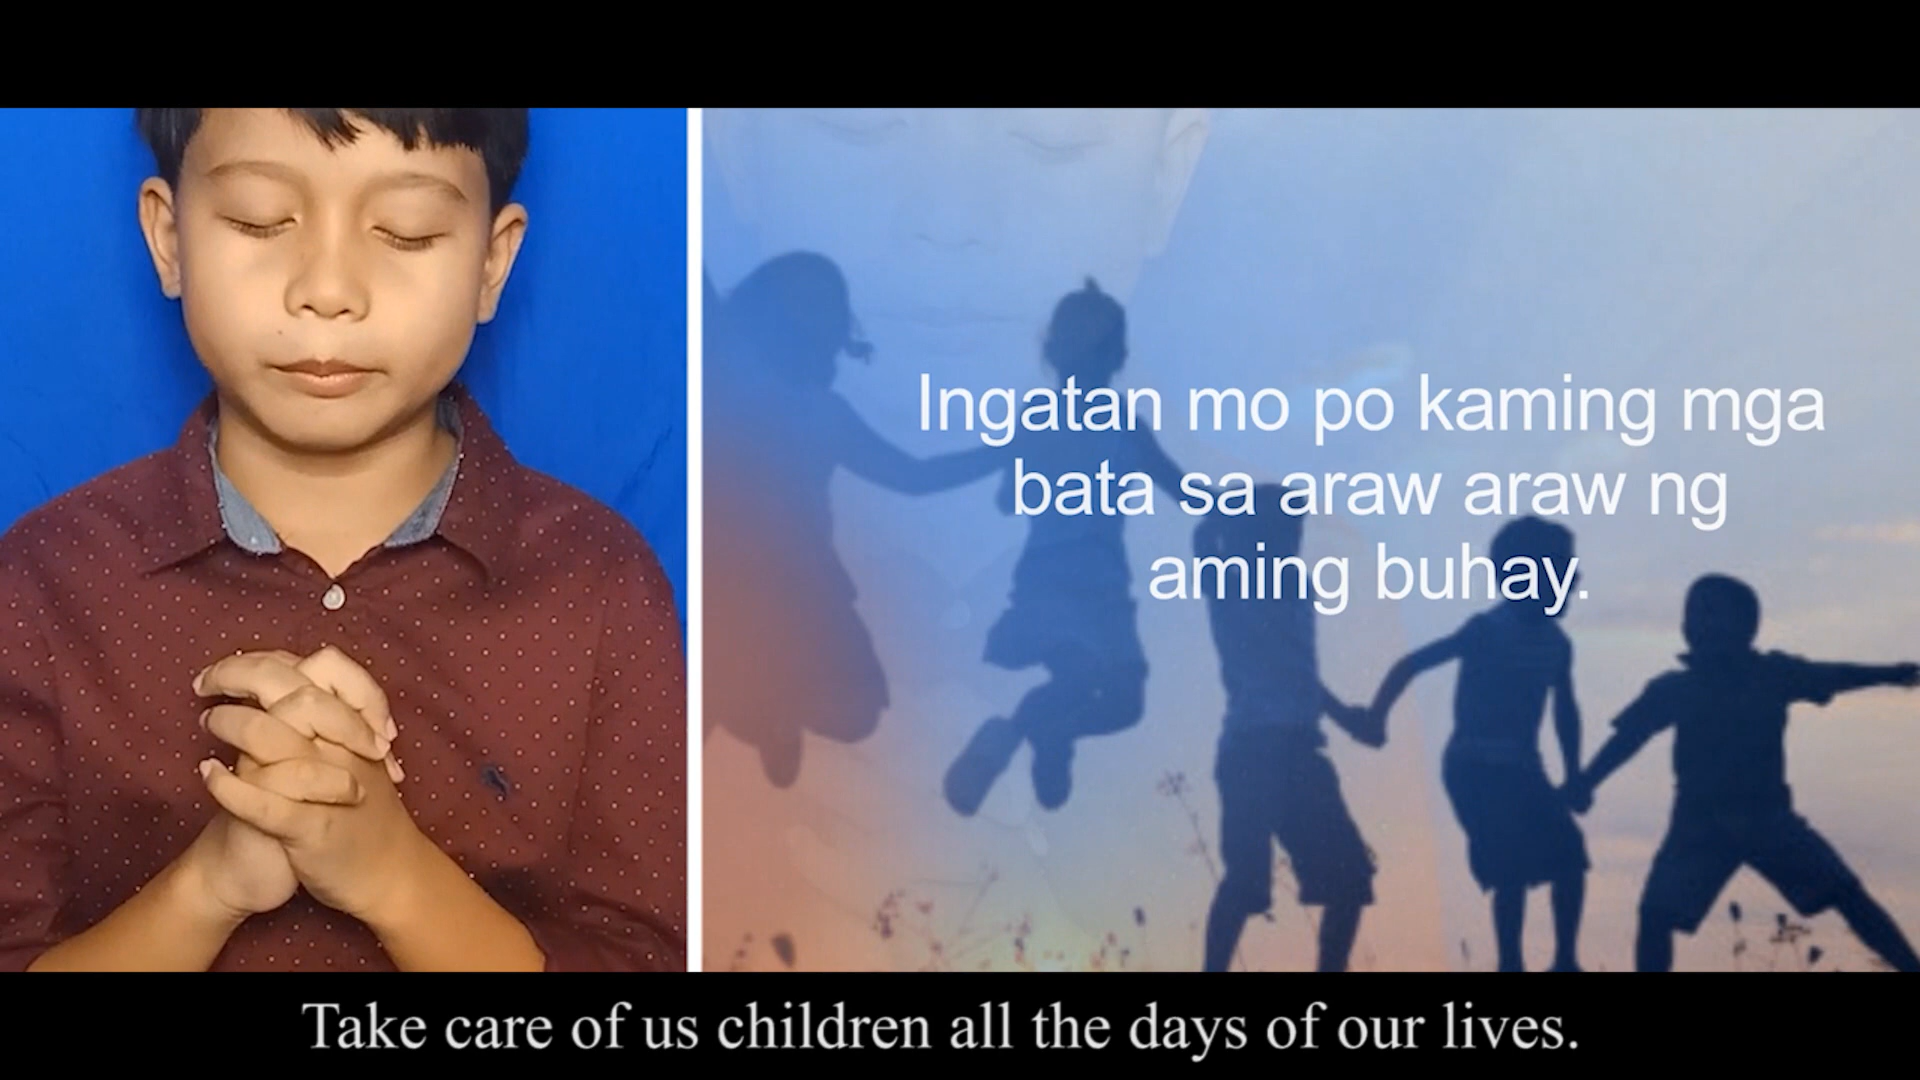 Ingatan mo po kaming mga
bata sa araw araw ng
aming buhay.
Take care of us children all the days of our lives.